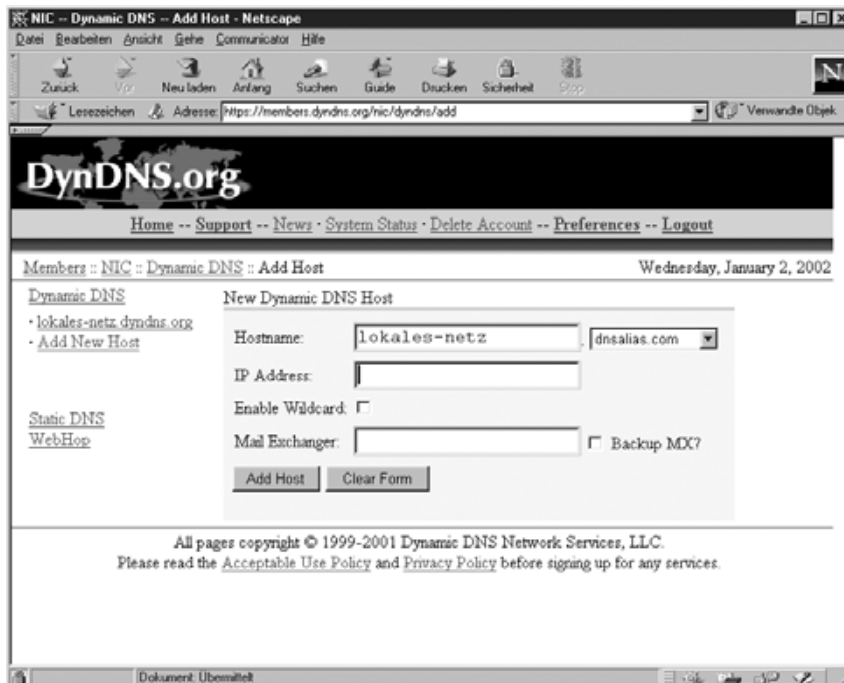 NIC -- Dynamic DNS -- Add Host - Netscape
Datei Bearbeiten Ansicht Gehe Communicator Hilfe
Zurück Vor Neu laden Anfang Suchen Guide Drucken Sicherheit Stop
N
Lesezeichen Adresse: https://members.dyndns.org/nic/dyndns/add Verwandte Objek
DynDNS.org
Home -- Support -- News · System Status · Delete Account -- Preferences -- Logout
Members :: NIC :: Dynamic DNS :: Add Host Wednesday, January 2, 2002
Dynamic DNS
· lokales-netz.dyndns.org
· Add New Host
Static DNS
WebHop
New Dynamic DNS Host
Hostname: lokales-netz . dnsalias.com
IP Address:
Enable Wildcard:
Mail Exchanger: Backup MX?
Add Host Clear Form
All pages copyright © 1999-2001 Dynamic DNS Network Services, LLC.
Please read the Acceptable Use Policy and Privacy Policy before signing up for any services.
Dokument: Übermittelt